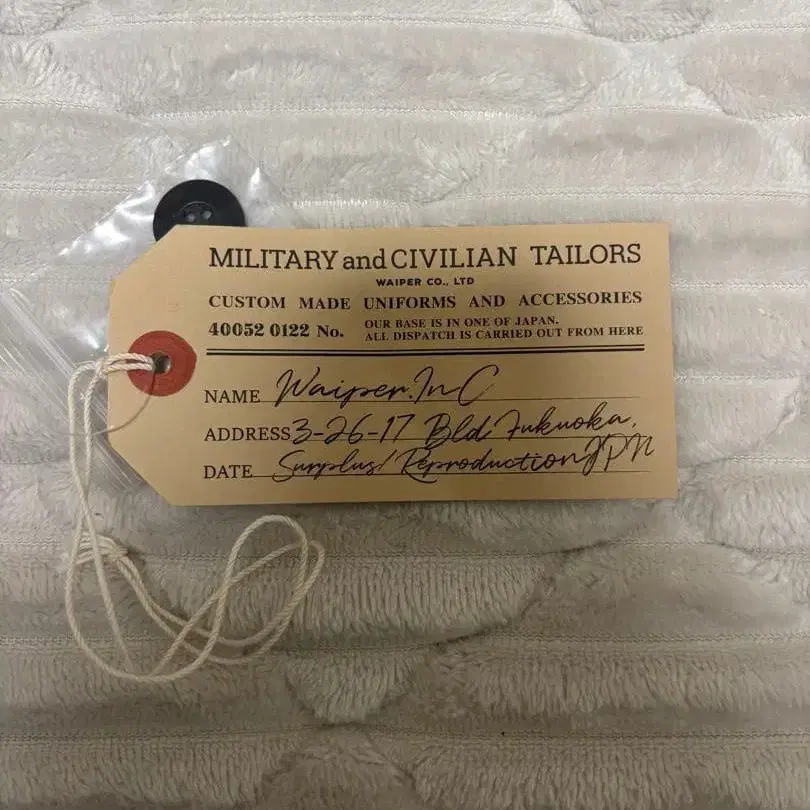 MILITARY and CIVILIAN TAILORS
WAIPER CO., LTD
CUSTOM MADE UNIFORMS AND ACCESSORIES
40052 0122 No. OUR BASE IS IN ONE OF JAPAN.
ALL DISPATCH IS CARRIED OUT FROM HERE
NAME Waiper.InC
ADDRESS 3-26-17 Bld Fukuoka,
DATE Surplus/ Reproduction JPN